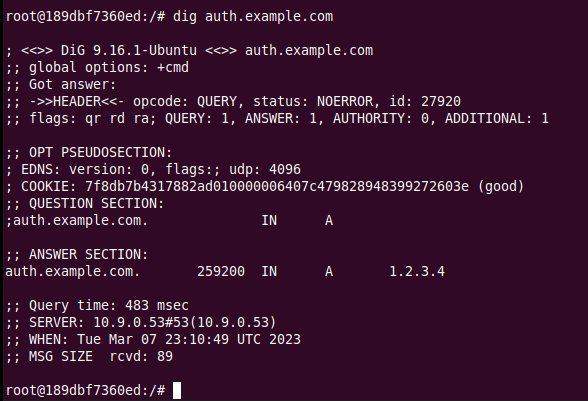 root@189dbf7360ed:/# dig auth.example.com
; <<>> DiG 9.16.1-Ubuntu <<>> auth.example.com
;; global options: +cmd
;; Got answer:
;; ->>HEADER<<- opcode: QUERY, status: NOERROR, id: 27920
;; flags: qr rd ra; QUERY: 1, ANSWER: 1, AUTHORITY: 0, ADDITIONAL: 1
;; OPT PSEUDOSECTION:
; EDNS: version: 0, flags:; udp: 4096
; COOKIE: 7f8db7b4317882ad010000006407c479828948399272603e (good)
;; QUESTION SECTION:
;auth.example.com. IN A
;; ANSWER SECTION:
auth.example.com. 259200 IN A 1.2.3.4
;; Query time: 483 msec
;; SERVER: 10.9.0.53#53(10.9.0.53)
;; WHEN: Tue Mar 07 23:10:49 UTC 2023
;; MSG SIZE rcvd: 89
root@189dbf7360ed:/#